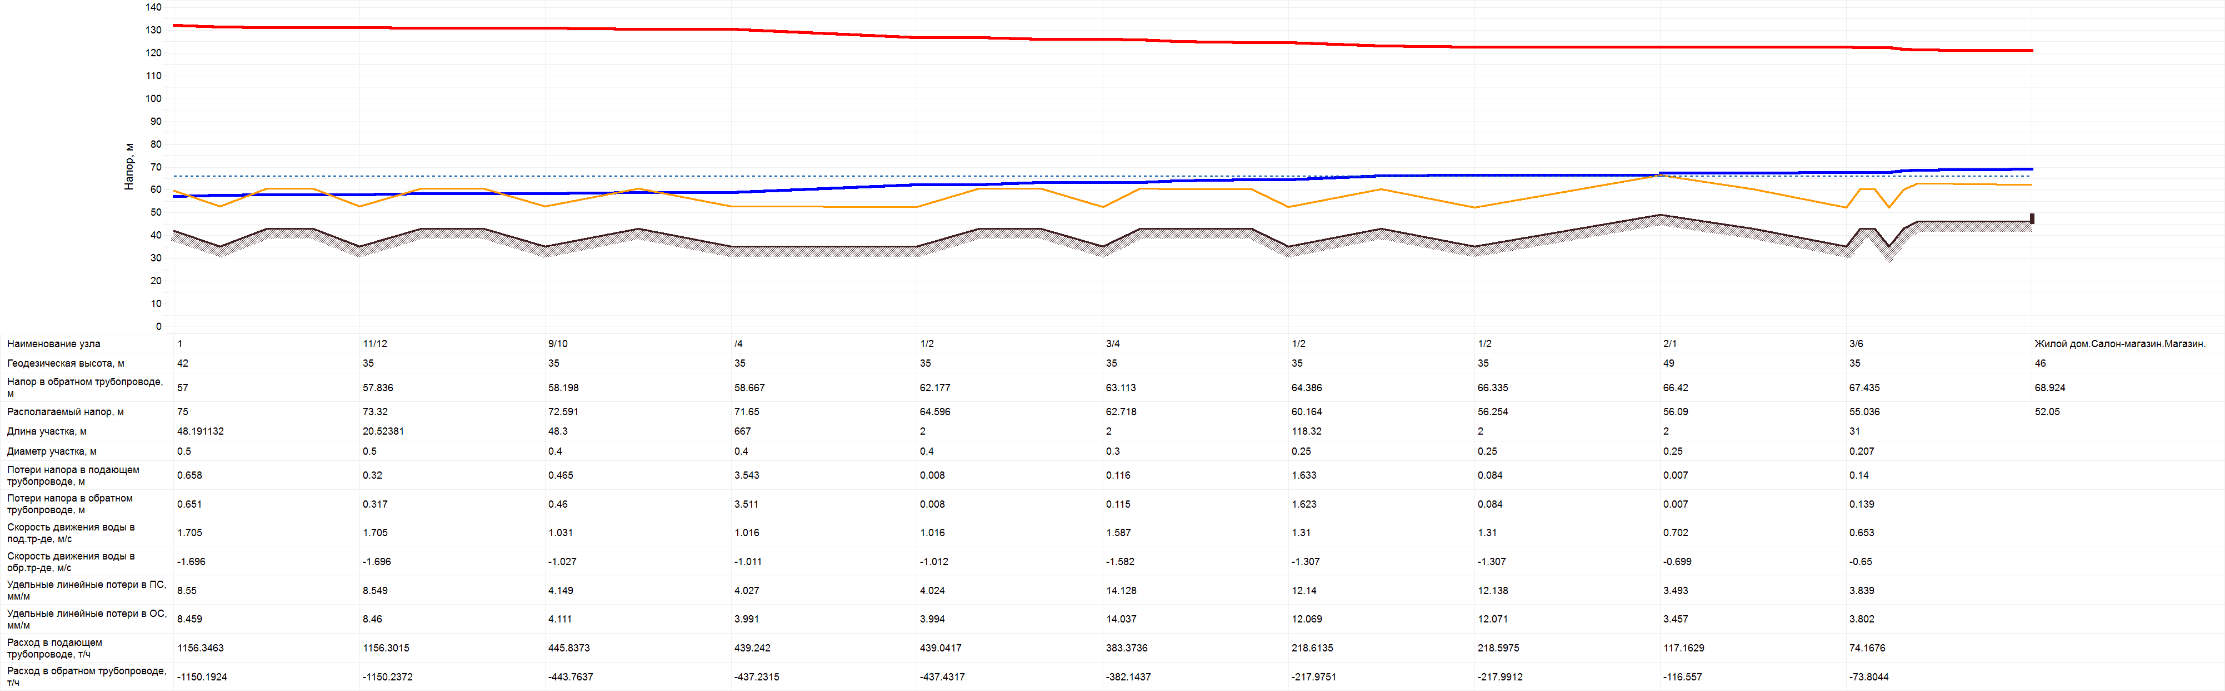 140
130
120
110
100
90
80
70
60
50
40
30
20
10
0
Напор, м
Наименование узла 1 11/12 9/10 /4 1/2 3/4 1/2 1/2 2/1 3/6 Жилой дом.Салон-магазин.Магазин.
Геодезическая высота, м 42 35 35 35 35 35 35 35 49 35 46
Напор в обратном трубопроводе,
м 57 57.836 58.198 58.667 62.177 63.113 64.386 66.335 66.42 67.435 68.924
Располагаемый напор, м 75 73.32 72.591 71.65 64.596 62.718 60.164 56.254 56.09 55.036 52.05
Длина участка, м 48.191132 20.52381 48.3 667 2 2 118.32 2 2 31
Диаметр участка, м 0.5 0.5 0.4 0.4 0.4 0.3 0.25 0.25 0.25 0.207
Потери напора в подающем
трубопроводе, м 0.658 0.32 0.465 3.543 0.008 0.116 1.633 0.084 0.007 0.14
Потери напора в обратном
трубопроводе, м 0.651 0.317 0.46 3.511 0.008 0.115 1.623 0.084 0.007 0.139
Скорость движения воды в
под.тр-де, м/с 1.705 1.705 1.031 1.016 1.016 1.587 1.31 1.31 0.702 0.653
Скорость движения воды в
обр.тр-де, м/с -1.696 -1.696 -1.027 -1.011 -1.012 -1.582 -1.307 -1.307 -0.699 -0.65
Удельные линейные потери в ПС,
мм/м 8.55 8.549 4.149 4.027 4.024 14.128 12.14 12.138 3.493 3.839
Удельные линейные потери в ОС,
мм/м 8.459 8.46 4.111 3.991 3.994 14.037 12.069 12.071 3.457 3.802
Расход в подающем
трубопроводе, т/ч 1156.3463 1156.3015 445.8373 439.242 439.0417 383.3736 218.6135 218.5975 117.1629 74.1676
Расход в обратном трубопроводе,
т/ч -1150.1924 -1150.2372 -443.7637 -437.2315 -437.4317 -382.1437 -217.9751 -217.9912 -116.557 -73.8044